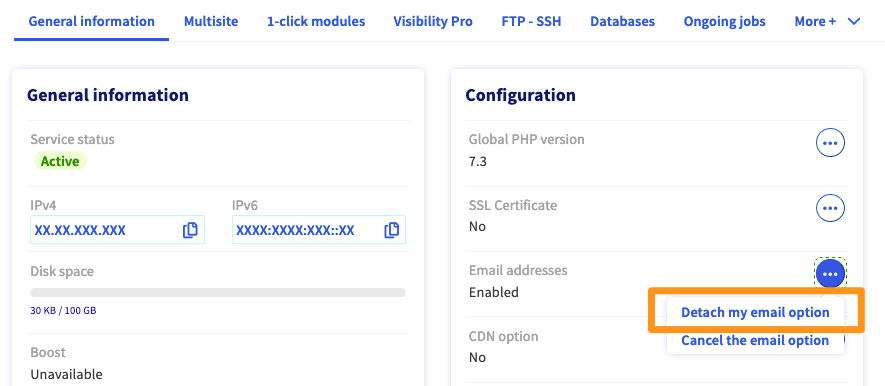 General information Multisite 1-click modules Visibility Pro FTP - SSH Databases Ongoing jobs More +
General information
Service status
Active
IPv4 IPv6
XX.XX.XXX.XXX XXXX:XXXX:XXX::XX
Disk space
30 KB / 100 GB
Boost
Unavailable
Configuration
Global PHP version
7.3
SSL Certificate
No
Email addresses
Enabled
Detach my email option
Cancel the email option
CDN option
No